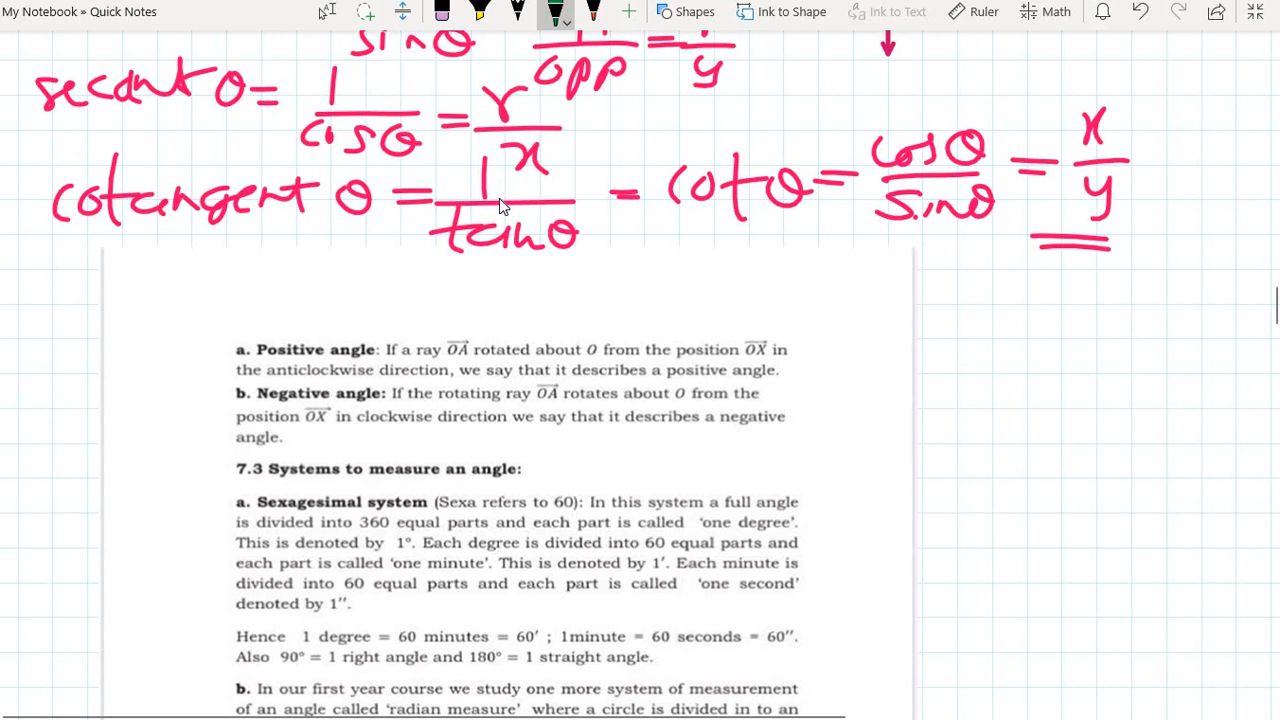 My Notebook » Quick Notes
Shapes Ink to Shape Ink to Text Ruler Math
sinθ opp = y
secant θ = 1/cosθ = r/x
cotangent θ = 1/tanθ = cotθ = cosθ/sinθ = x/y
a. Positive angle: If a ray OA rotated about O from the position OX in
the anticlockwise direction, we say that it describes a positive angle.
b. Negative angle: If the rotating ray OA rotates about O from the
position OX in clockwise direction we say that it describes a negative
angle.
7.3 Systems to measure an angle:
a. Sexagesimal system (Sexa refers to 60): In this system a full angle
is divided into 360 equal parts and each part is called 'one degree'.
This is denoted by 1°. Each degree is divided into 60 equal parts and
each part is called 'one minute'. This is denoted by 1′. Each minute is
divided into 60 equal parts and each part is called 'one second'
denoted by 1″.
Hence 1 degree = 60 minutes = 60′ ; 1minute = 60 seconds = 60″.
Also 90° = 1 right angle and 180° = 1 straight angle.
b. In our first year course we study one more system of measurement
of an angle called 'radian measure' where a circle is divided in to an